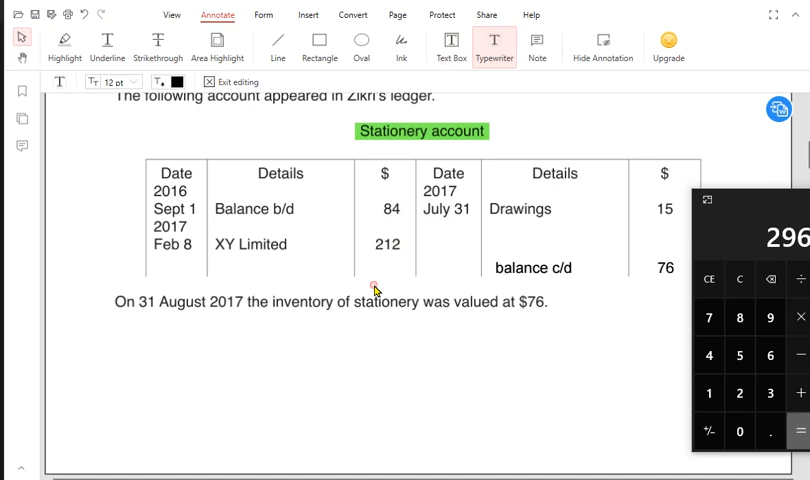 View Annotate Form Insert Convert Page Protect Share Help
Highlight Underline Strikethrough Area Highlight Line Rectangle Oval Ink Text Box Typewriter Note Hide Annotation Upgrade
12 pt Exit editing
The following account appeared in Zikri's ledger.
Stationery account
Date Details $ Date Details $
2016 2017
Sept 1 Balance b/d 84 July 31 Drawings 15
2017
Feb 8 XY Limited 212
balance c/d 76
On 31 August 2017 the inventory of stationery was valued at $76.
296
CE C ⌫ ÷
7 8 9 ×
4 5 6 −
1 2 3 +
+/− 0 . =